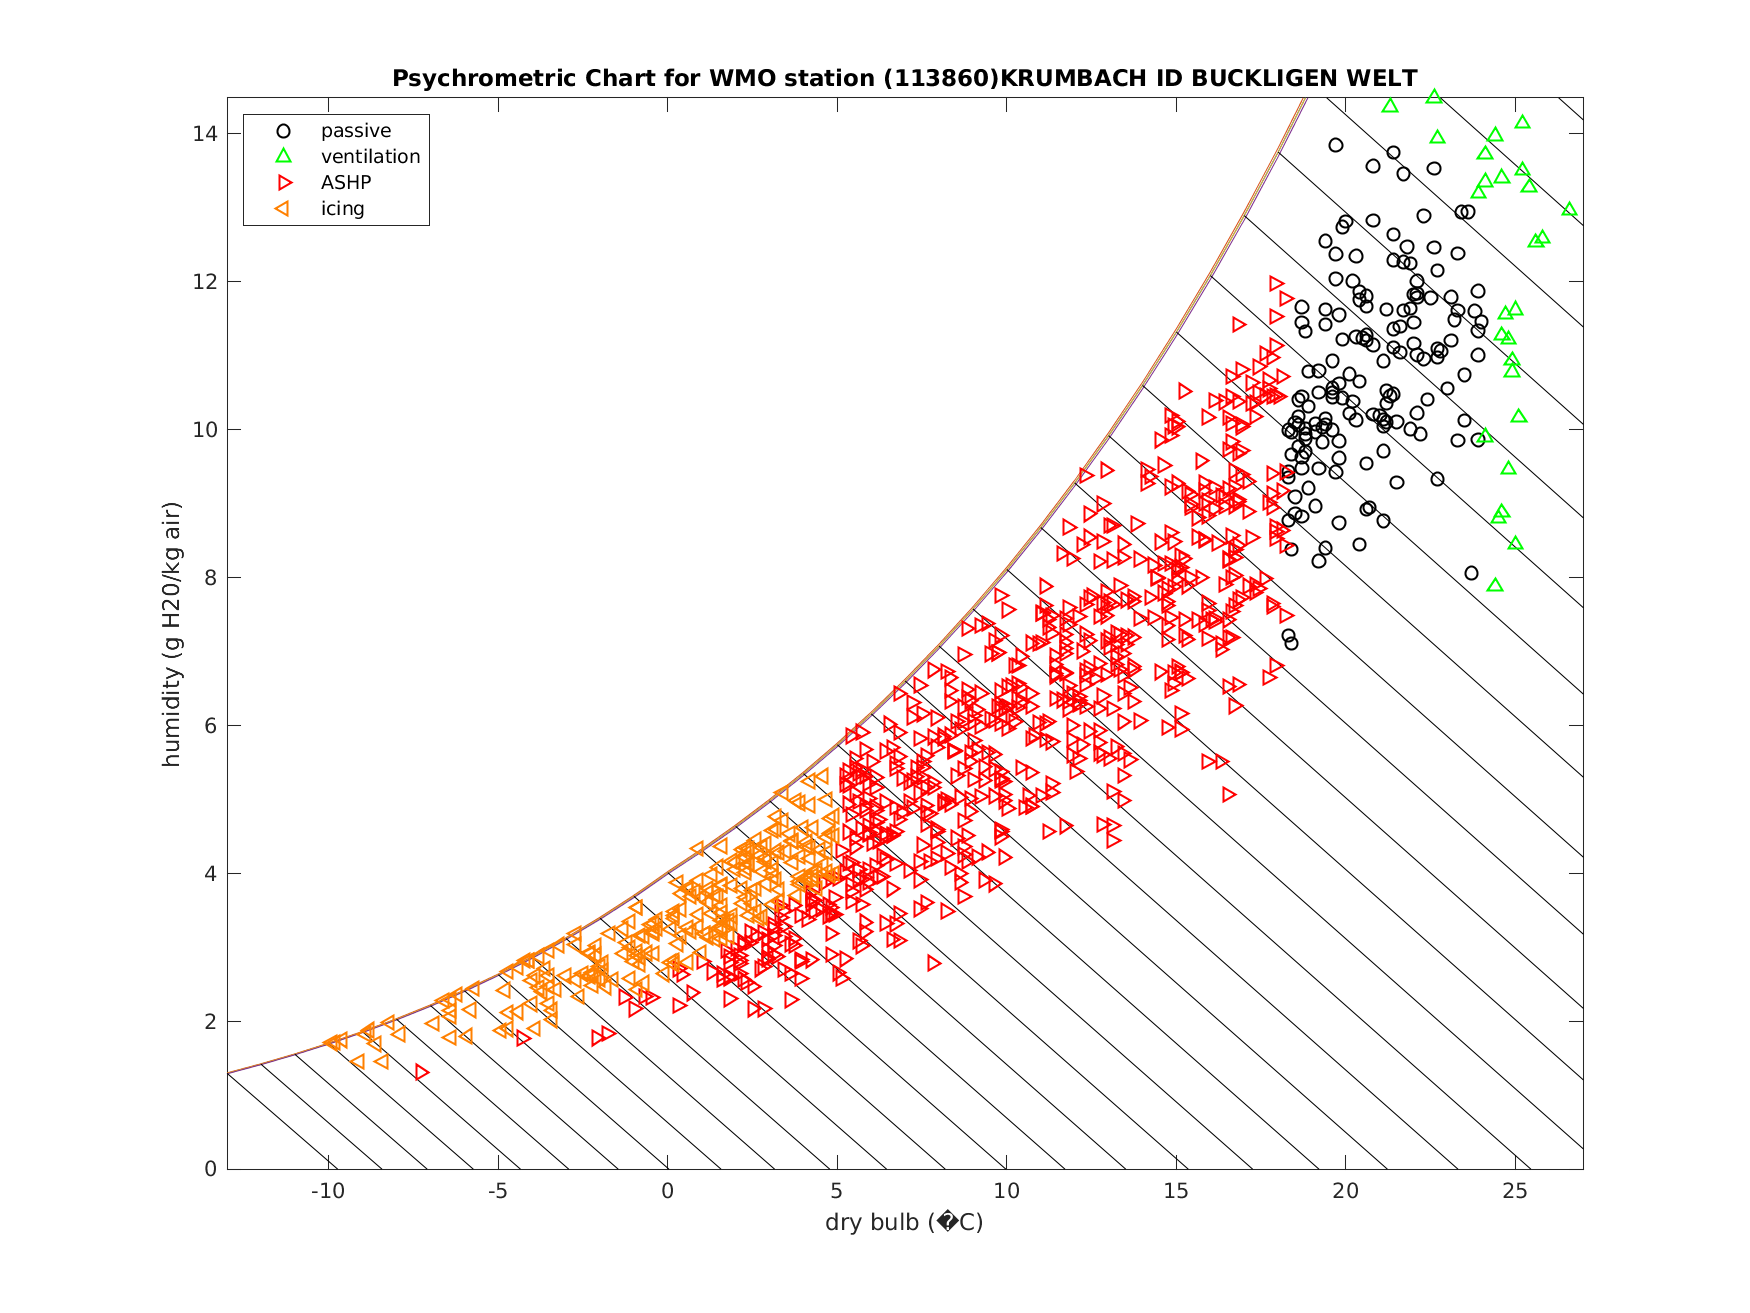 Psychrometric Chart for WMO station (113860)KRUMBACH ID BUCKLIGEN WELT
passive
ventilation
ASHP
icing
humidity (g H20/kg air)
14
12
10
8
6
4
2
0
-10 -5 0 5 10 15 20 25
dry bulb (�C)